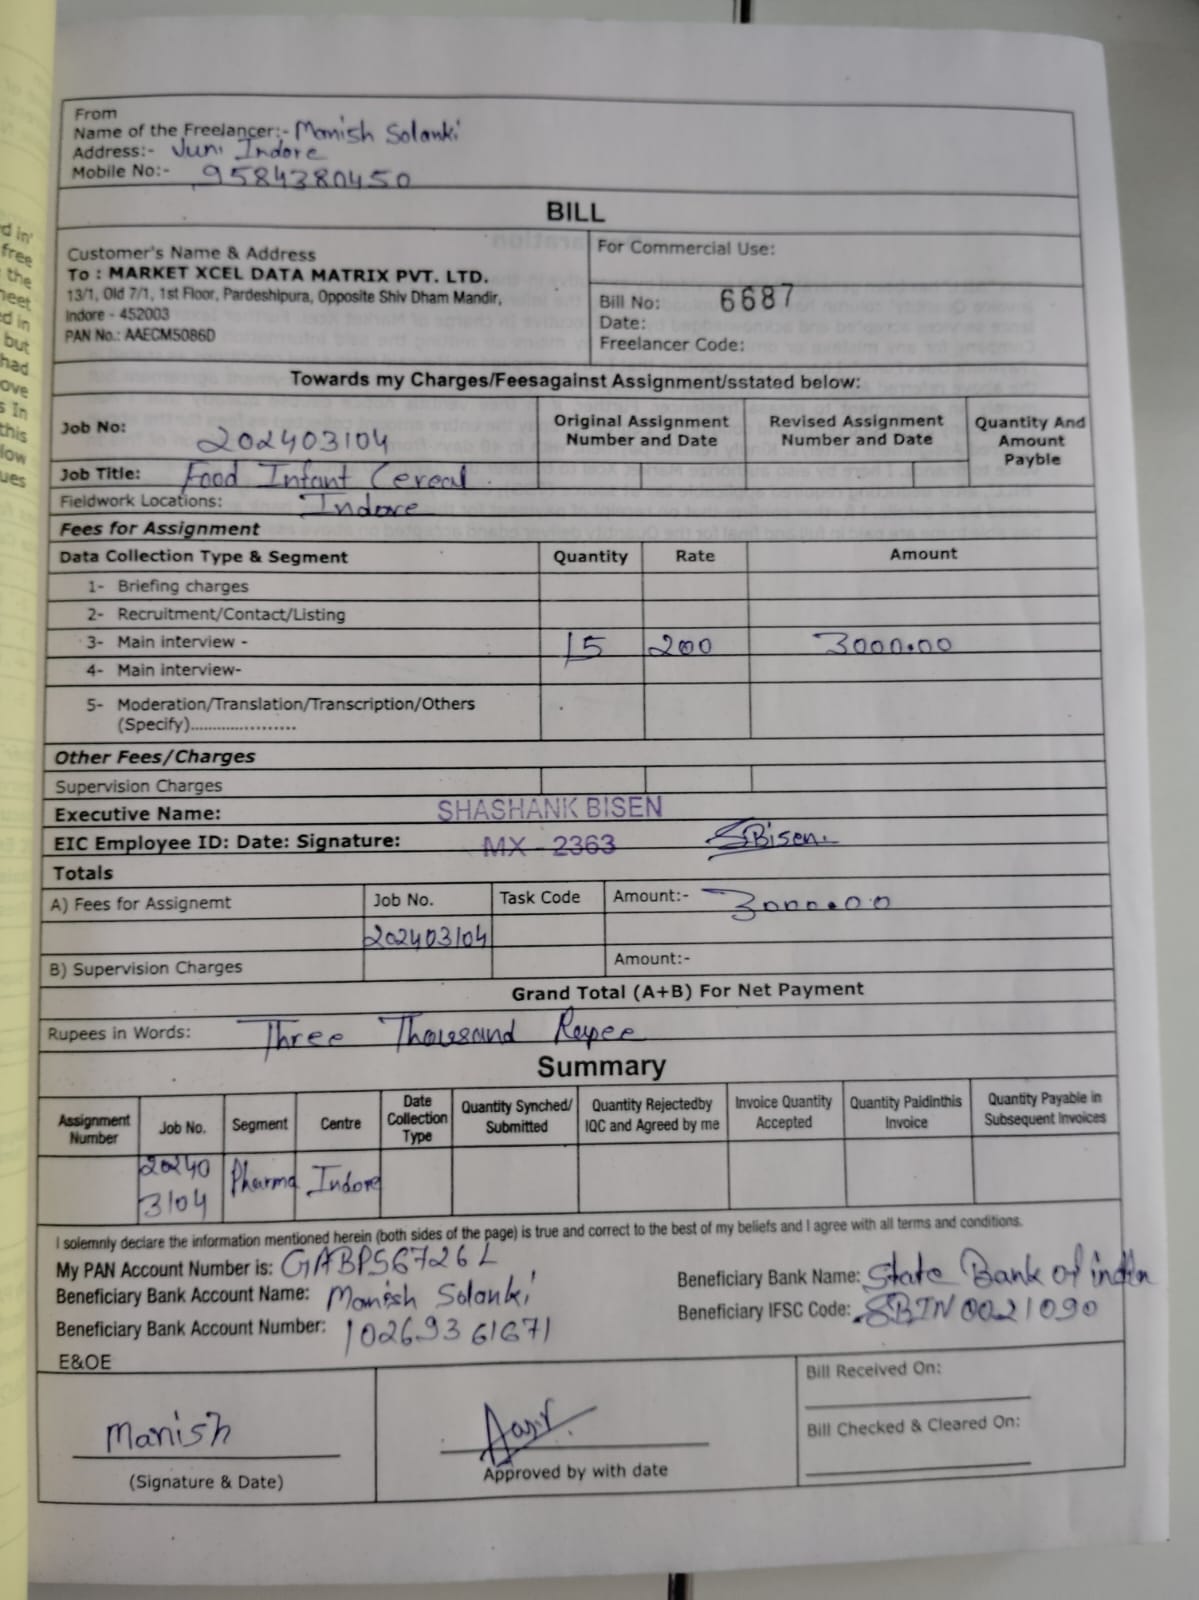 From
Name of the Freelancer:- Manish Solanki
Address:- Juni Indore
Mobile No:- 9584380450
BILL
Customer's Name & Address
To : MARKET XCEL DATA MATRIX PVT. LTD.
13/1, Old 7/1, 1st Floor, Pardeshipura, Opposite Shiv Dham Mandir,
Indore - 452003
PAN No.: AAECM5086D
For Commercial Use:
Bill No: 6687
Date:
Freelancer Code:
Towards my Charges/Feesagainst Assignment/sstated below:
Job No: 202403104
Original Assignment Number and Date
Revised Assignment Number and Date
Quantity And Amount Payble
Job Title: Food Infant Cereal
Fieldwork Locations: Indore
Fees for Assignment
Data Collection Type & Segment Quantity Rate Amount
1- Briefing charges
2- Recruitment/Contact/Listing
3- Main interview - 15 200 3000.00
4- Main interview-
5- Moderation/Translation/Transcription/Others
(Specify).....................
Other Fees/Charges
Supervision Charges
Executive Name: SHASHANK BISEN
EIC Employee ID: Date: Signature: MX - 2363 SBisen
Totals
A) Fees for Assignemt Job No. Task Code Amount:- 3000.00
202403104
B) Supervision Charges Amount:-
Grand Total (A+B) For Net Payment
Rupees in Words: Three Thousand Rupee
Summary
Assignment Number Job No. Segment Centre Date Collection Type Quantity Synched/ Submitted Quantity Rejectedby IQC and Agreed by me Invoice Quantity Accepted Quantity Paidinthis Invoice Quantity Payable in Subsequent Invoices
20240 Pharma Indore
3104
I solemnly declare the information mentioned herein (both sides of the page) is true and correct to the best of my beliefs and I agree with all terms and conditions.
My PAN Account Number is: GABPS6726L
Beneficiary Bank Name: State Bank of india
Beneficiary Bank Account Name: Manish Solanki
Beneficiary IFSC Code: SBIN0021090
Beneficiary Bank Account Number: 10269361671
E&OE
Bill Received On:
Bill Checked & Cleared On:
Manish
(Signature & Date)
Approved by with date